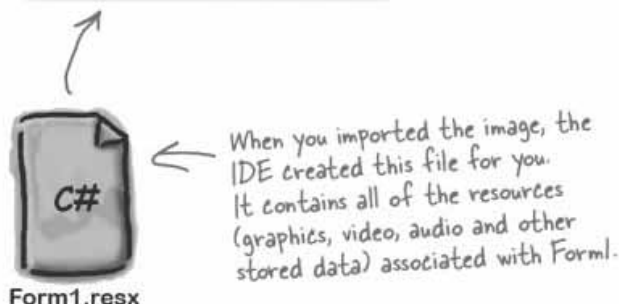 When you imported the image, the
IDE created this file for you.
It contains all of the resources
(graphics, video, audio and other
stored data) associated with Form1.
C#
Form1.resx